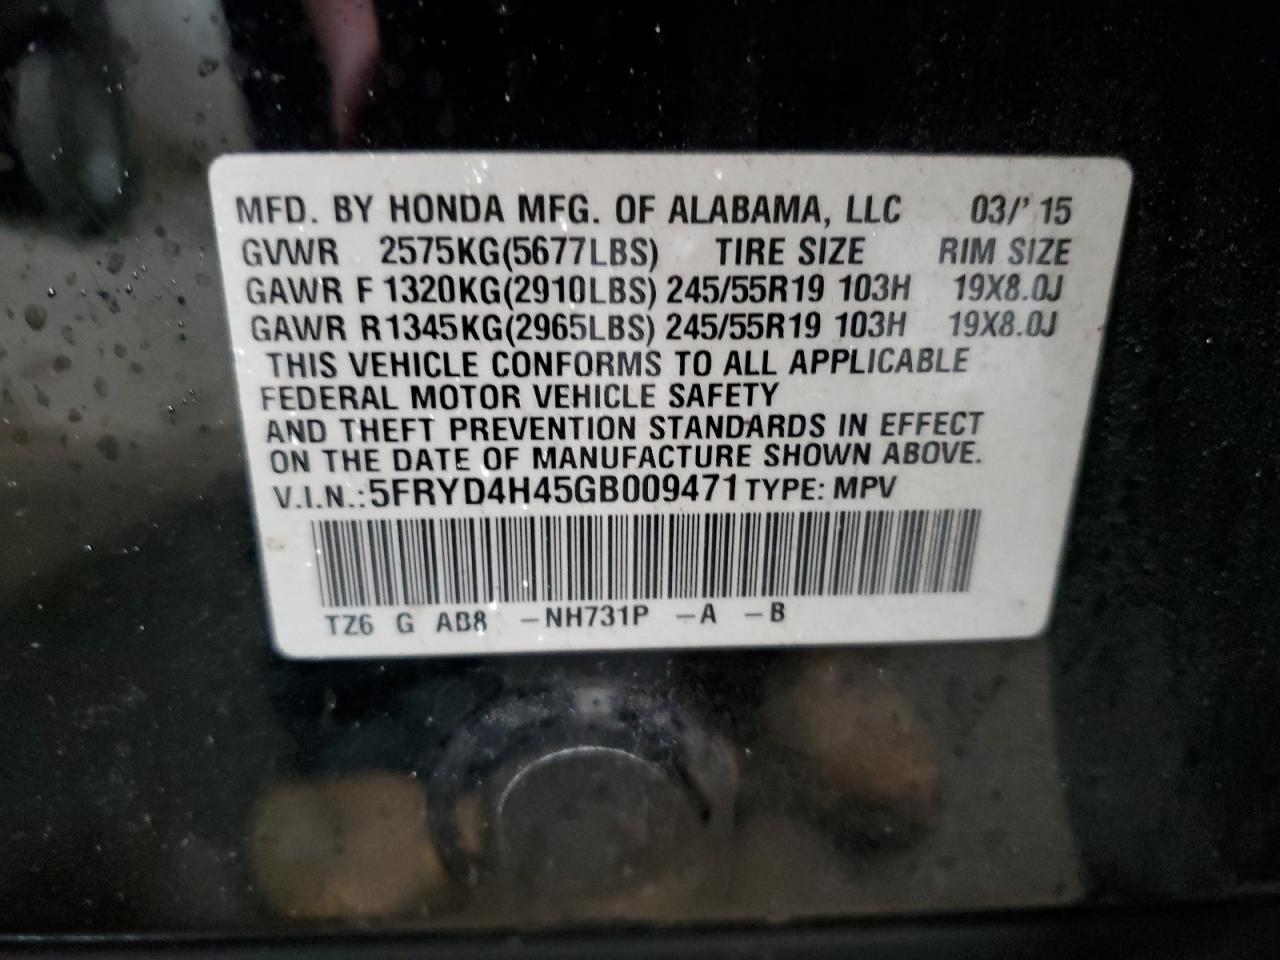 MFD. BY HONDA MFG. OF ALABAMA, LLC 03/' 15
GVWR 2575KG(5677LBS) TIRE SIZE RIM SIZE
GAWR F 1320KG(2910LBS) 245/55R19 103H 19X8.0J
GAWR R1345KG(2965LBS) 245/55R19 103H 19X8.0J
THIS VEHICLE CONFORMS TO ALL APPLICABLE
FEDERAL MOTOR VEHICLE SAFETY
AND THEFT PREVENTION STANDARDS IN EFFECT
ON THE DATE OF MANUFACTURE SHOWN ABOVE.
V.I.N.:5FRYD4H45GB009471 TYPE: MPV
TZ6 G AB8 -NH731P -A -B